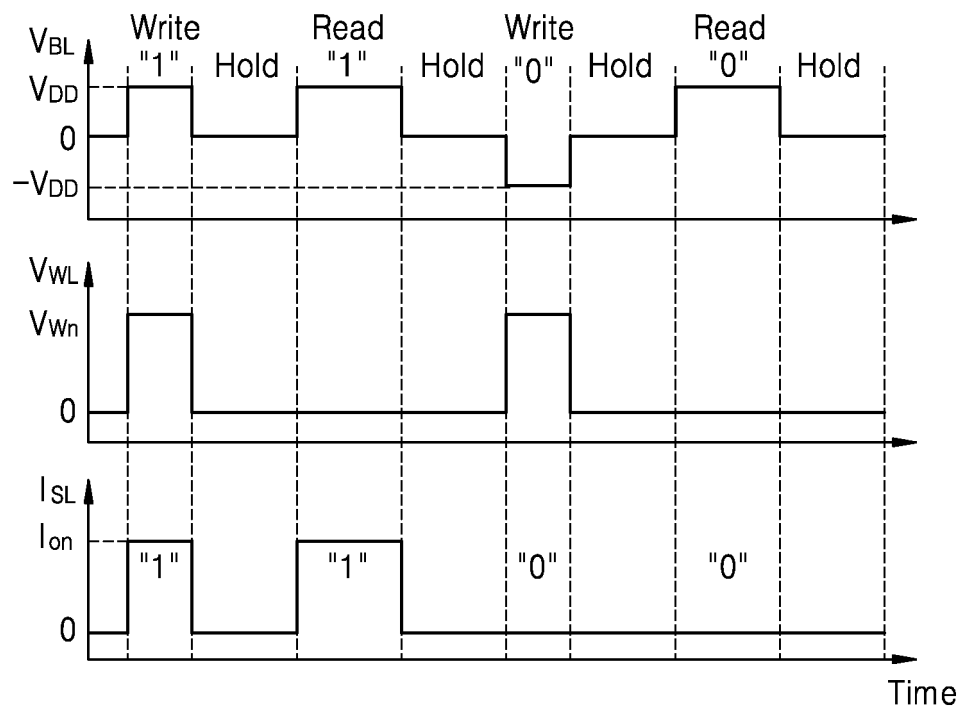 Write Read Write Read
VBL "1" Hold "1" Hold "0" Hold "0" Hold
VDD
0
−VDD
VWL
VWn
0
ISL
Ion
"1" "1" "0" "0"
0
Time